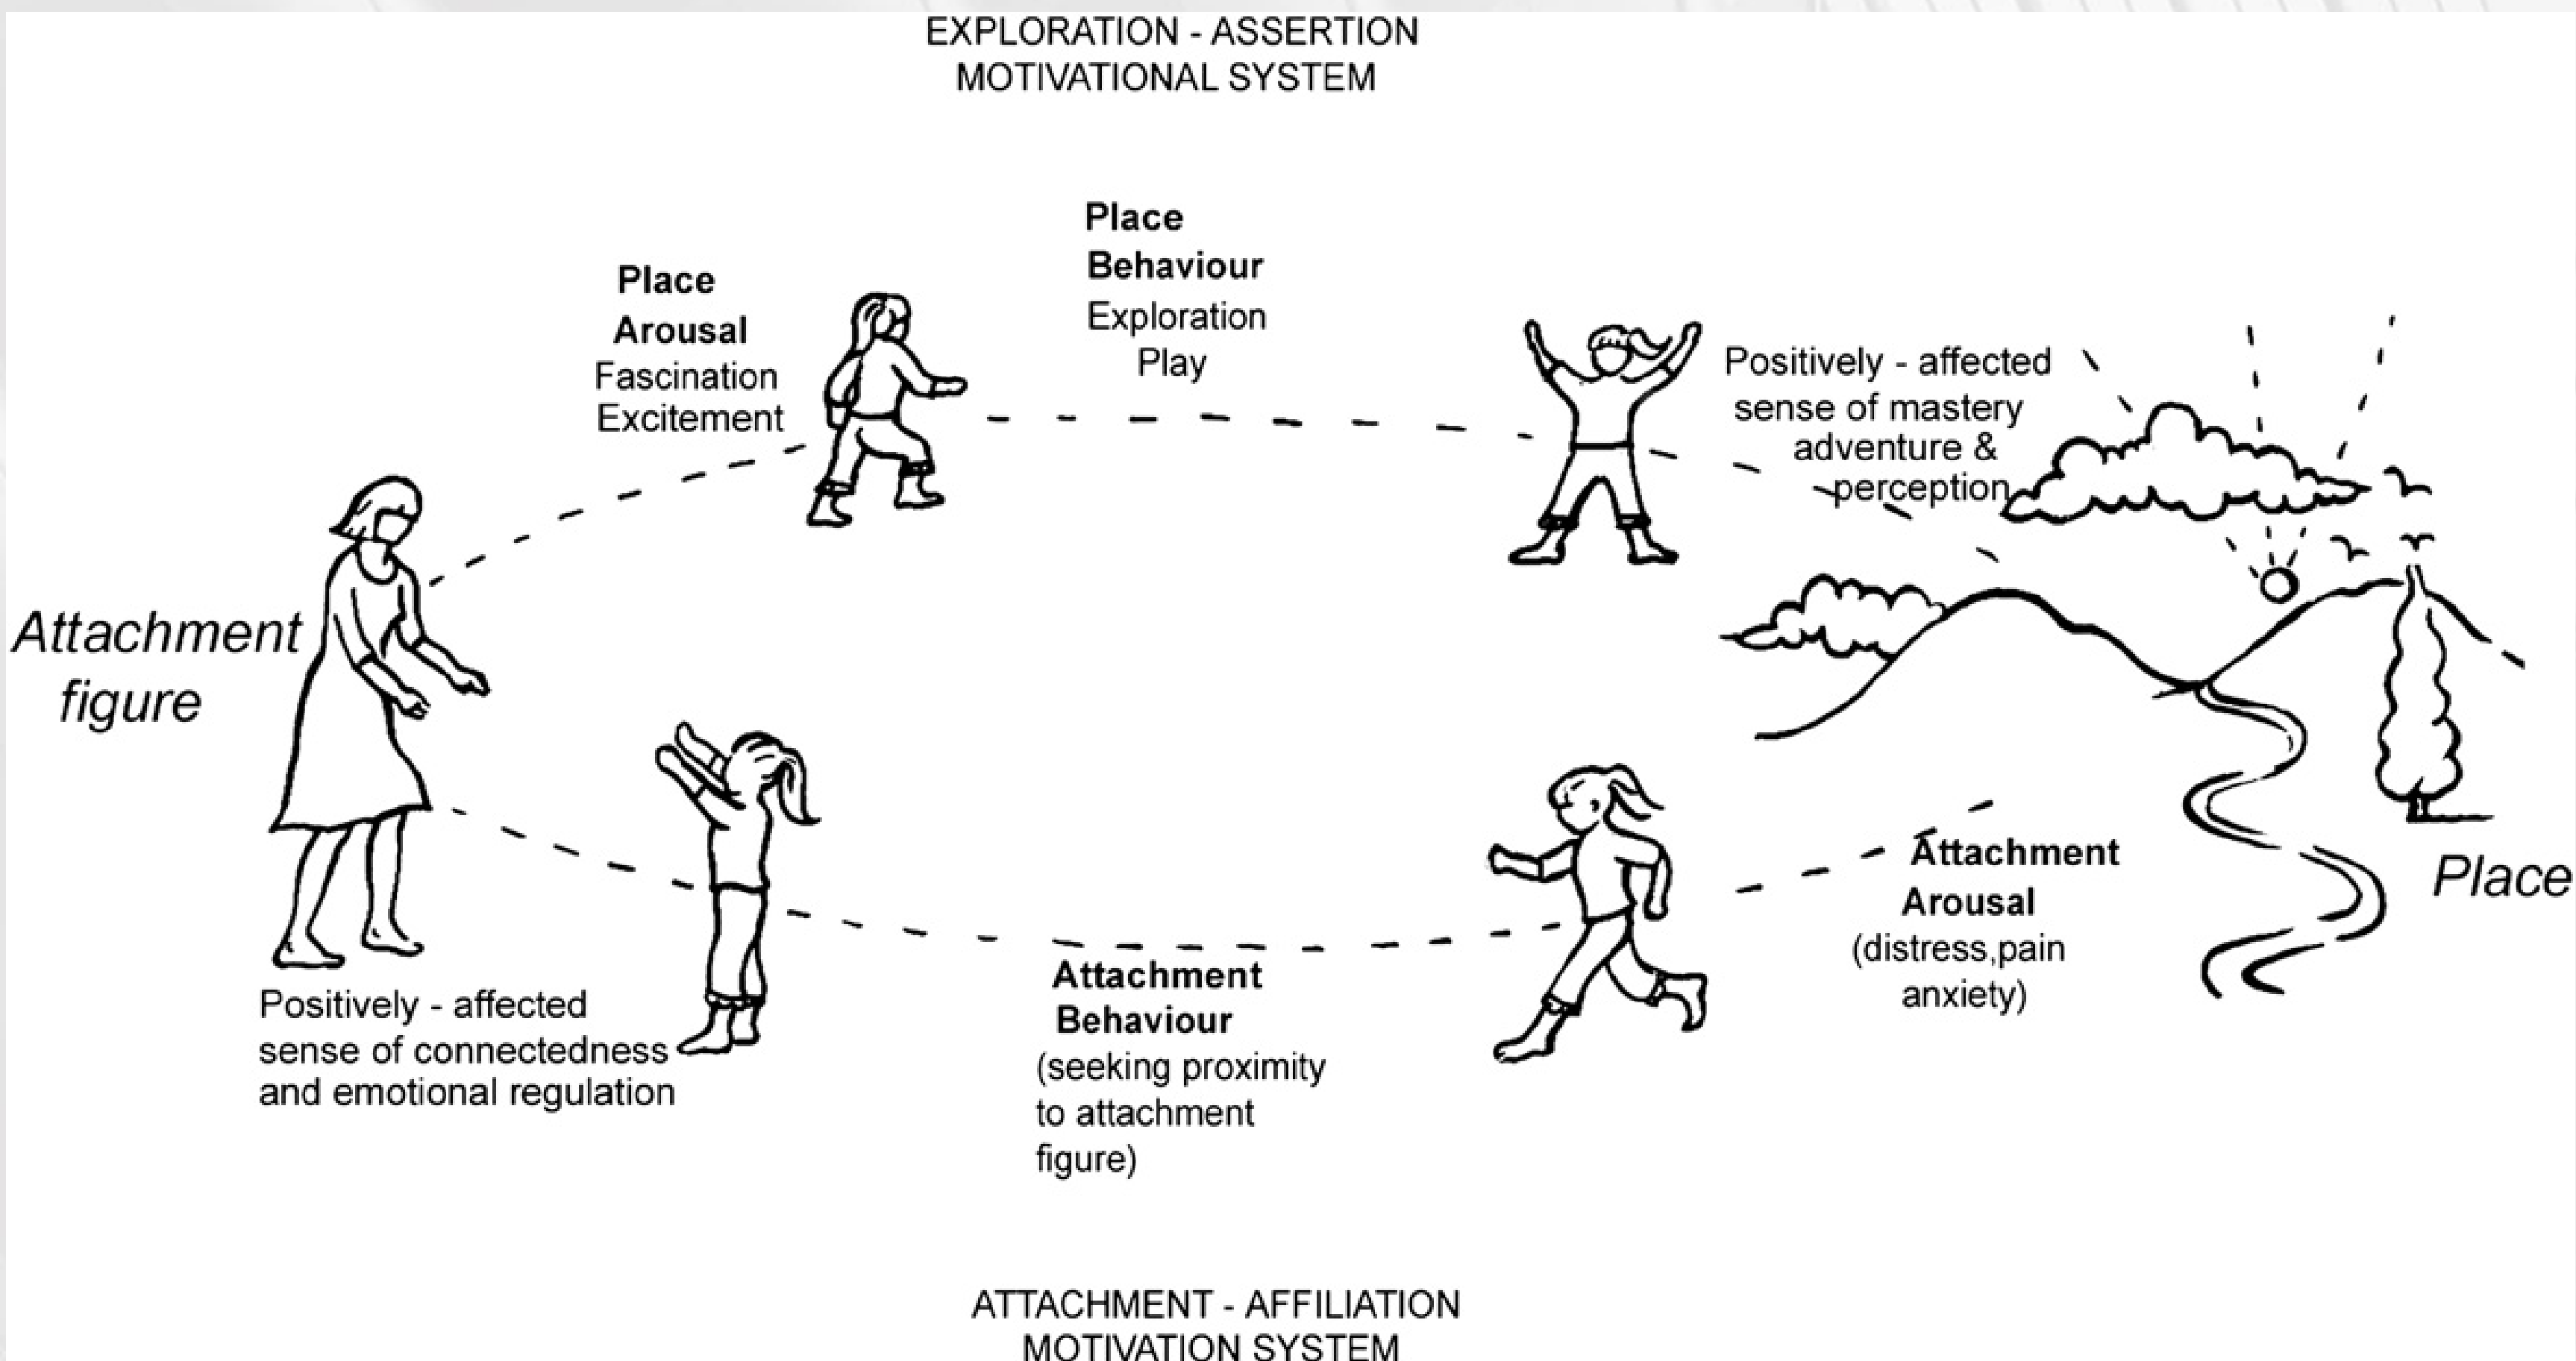 EXPLORATION - ASSERTION
MOTIVATIONAL SYSTEM
Place
Arousal
Fascination
Excitement
Place
Behaviour
Exploration
Play
Positively - affected
sense of mastery
adventure &
perception
Attachment
figure
Place
Attachment
Arousal
(distress,pain
anxiety)
Attachment
Behaviour
(seeking proximity
to attachment
figure)
Positively - affected
sense of connectedness
and emotional regulation
ATTACHMENT - AFFILIATION
MOTIVATION SYSTEM